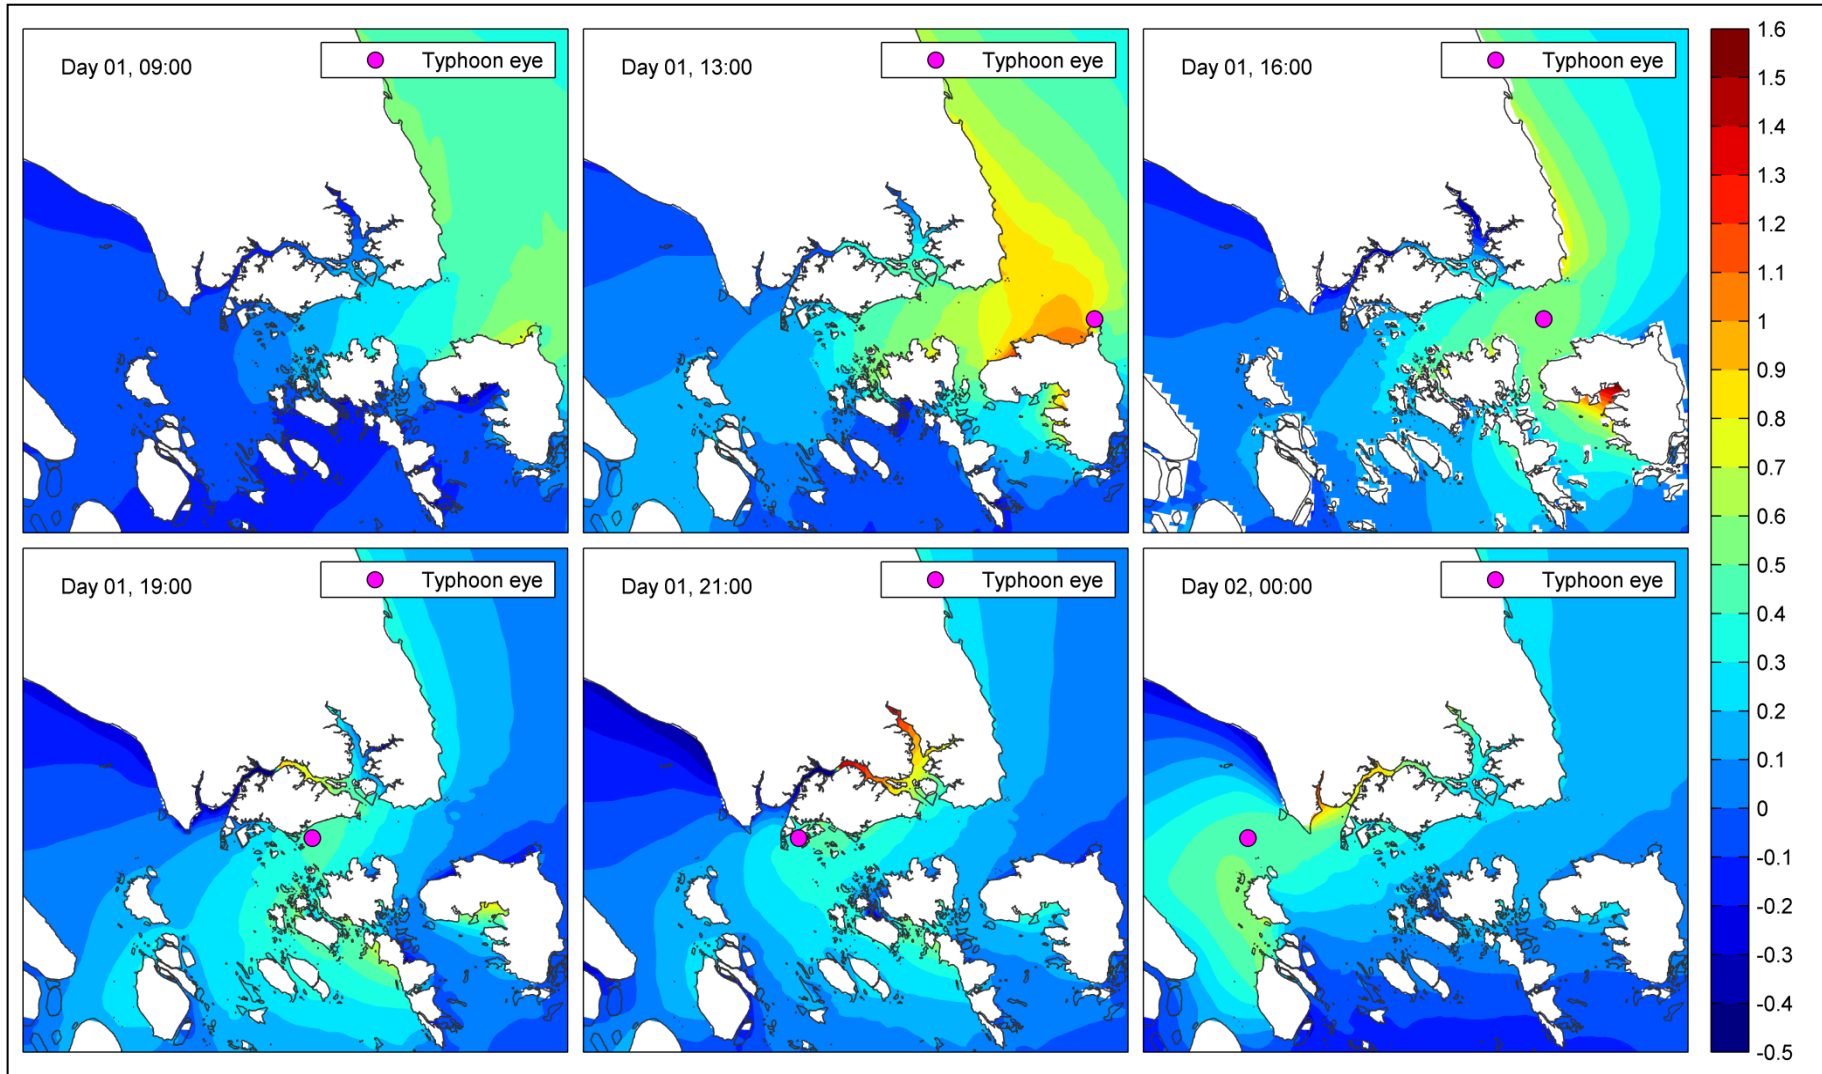 Day 01, 09:00
Typhoon eye
Day 01, 13:00
Typhoon eye
Day 01, 16:00
Typhoon eye
Day 01, 19:00
Typhoon eye
Day 01, 21:00
Typhoon eye
Day 02, 00:00
Typhoon eye
1.6
1.5
1.4
1.3
1.2
1.1
1
0.9
0.8
0.7
0.6
0.5
0.4
0.3
0.2
0.1
0
-0.1
-0.2
-0.3
-0.4
-0.5